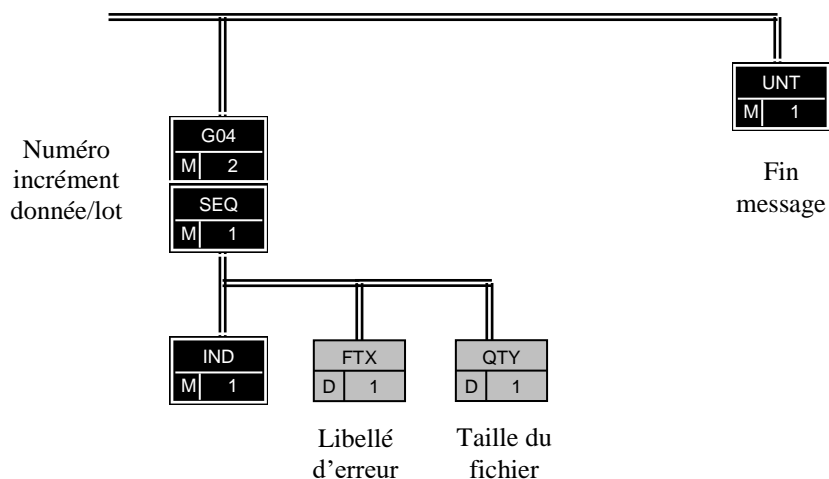 UNT
M 1
Fin
message
G04
M 2
SEQ
M 1
Numéro
incrément
donnée/lot
IND
M 1
FTX
D 1
Libellé
d’erreur
QTY
D 1
Taille du
fichier